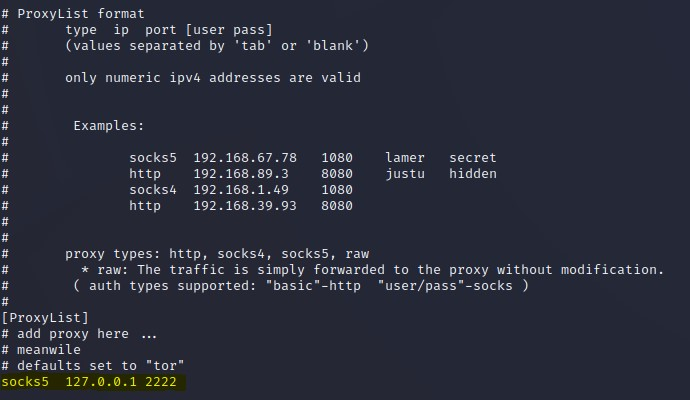 # ProxyList format
#       type  ip  port [user pass]
#       (values separated by 'tab' or 'blank')
#
#       only numeric ipv4 addresses are valid
#
#
#        Examples:
#
#               socks5  192.168.67.78   1080    lamer   secret
#               http    192.168.89.3    8080    justu   hidden
#               socks4  192.168.1.49    1080
#               http    192.168.39.93   8080
#
#
#       proxy types: http, socks4, socks5, raw
#         * raw: The traffic is simply forwarded to the proxy without modification.
#        ( auth types supported: "basic"-http  "user/pass"-socks )
#
[ProxyList]
# add proxy here ...
# meanwile
# defaults set to "tor"
socks5  127.0.0.1 2222